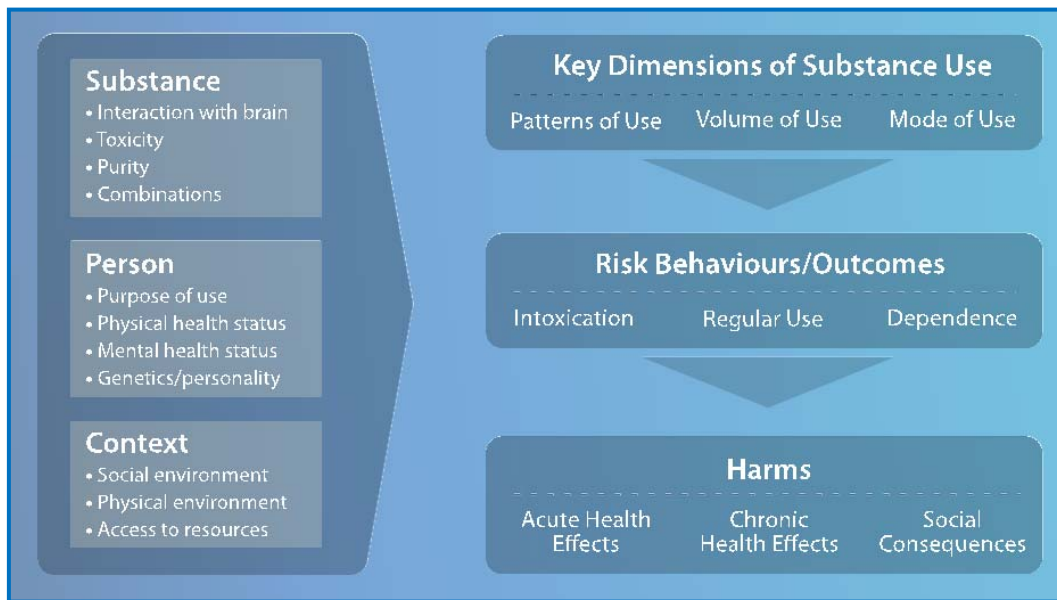 Substance
• Interaction with brain
• Toxicity
• Purity
• Combinations
Person
• Purpose of use
• Physical health status
• Mental health status
• Genetics/personality
Context
• Social environment
• Physical environment
• Access to resources
Key Dimensions of Substance Use
Patterns of Use Volume of Use Mode of Use
Risk Behaviours/Outcomes
Intoxication Regular Use Dependence
Harms
Acute Health Chronic Social
Effects Health Effects Consequences